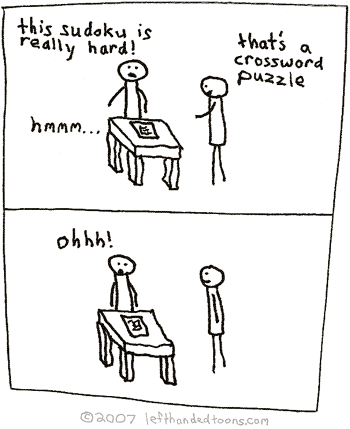 this sudoku is
really hard!
that's a
crossword
puzzle
hmmm...
ohhh!
©2007 lefthandedtoons.com